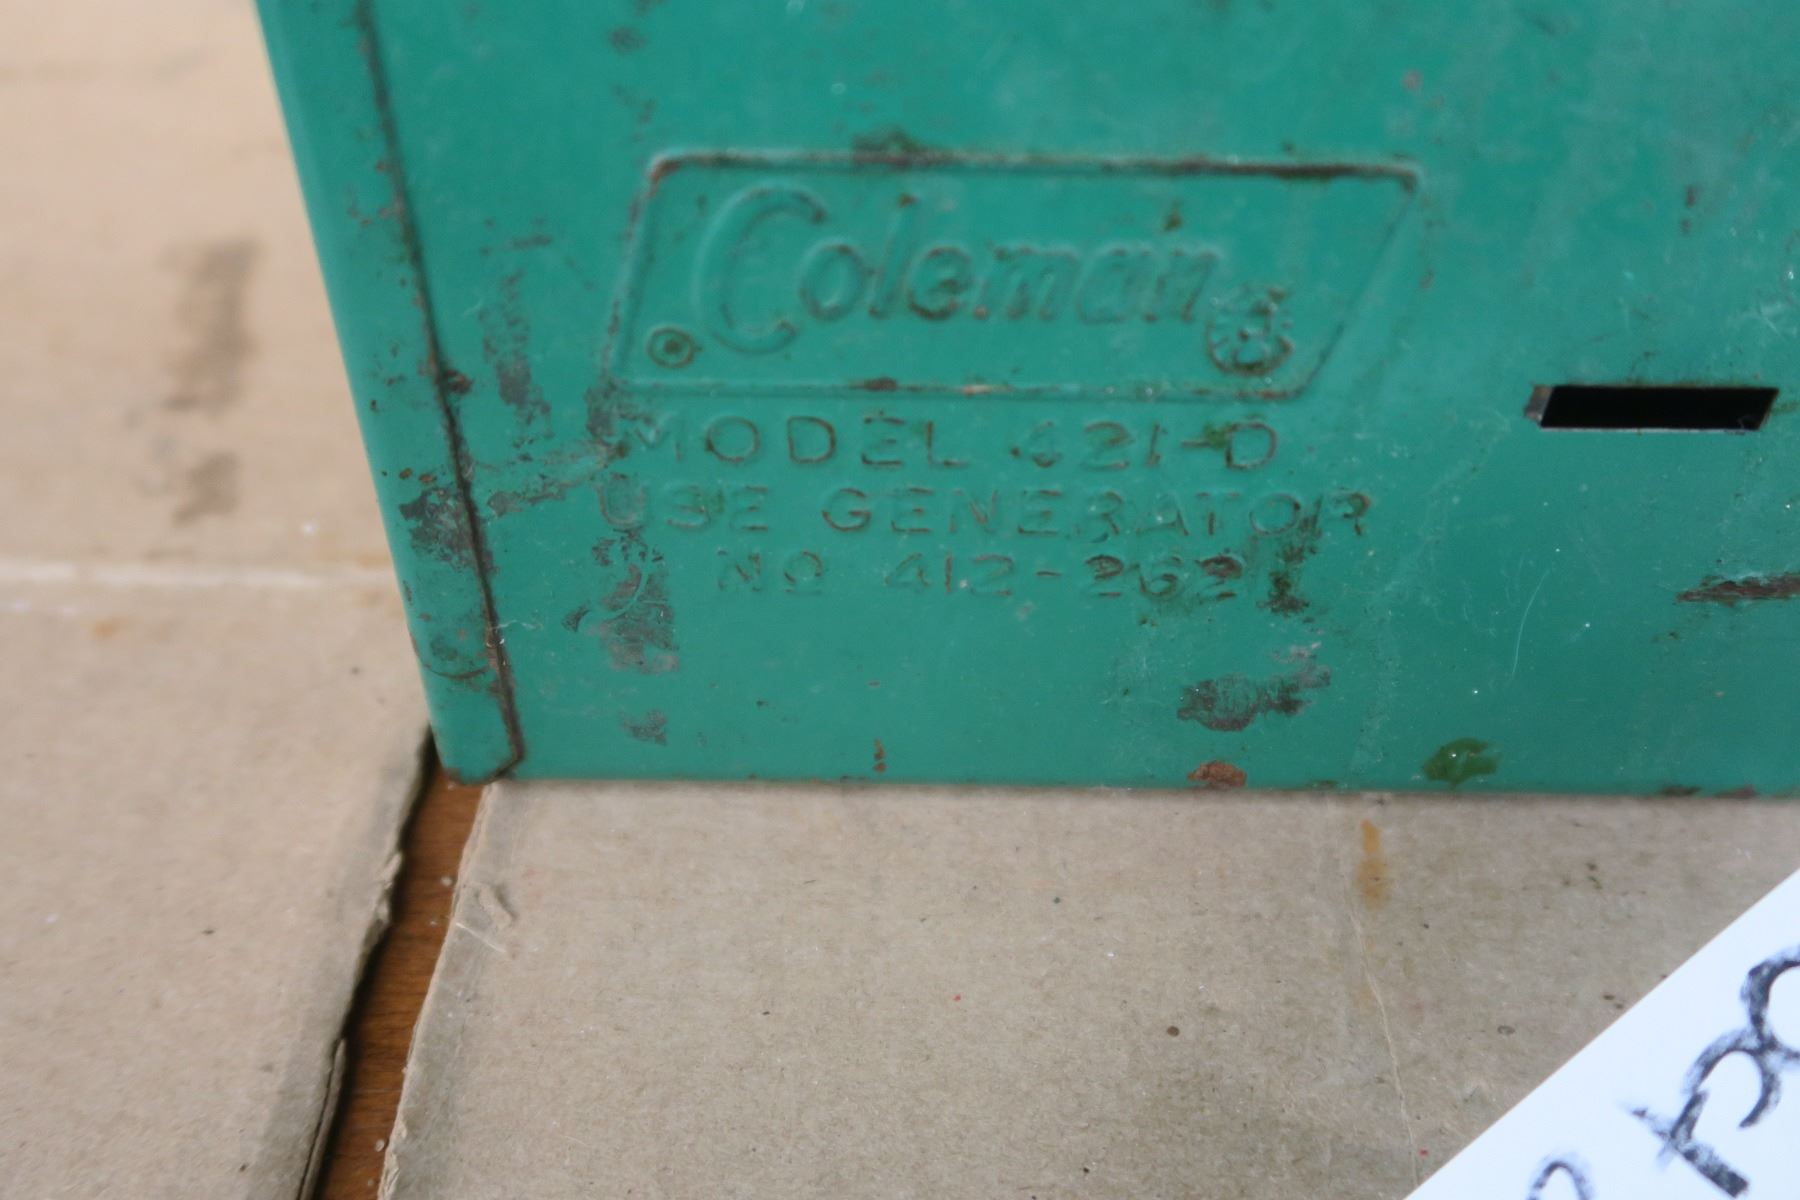 Coleman
MODEL 421-D
USE GENERATOR
NO 412-262